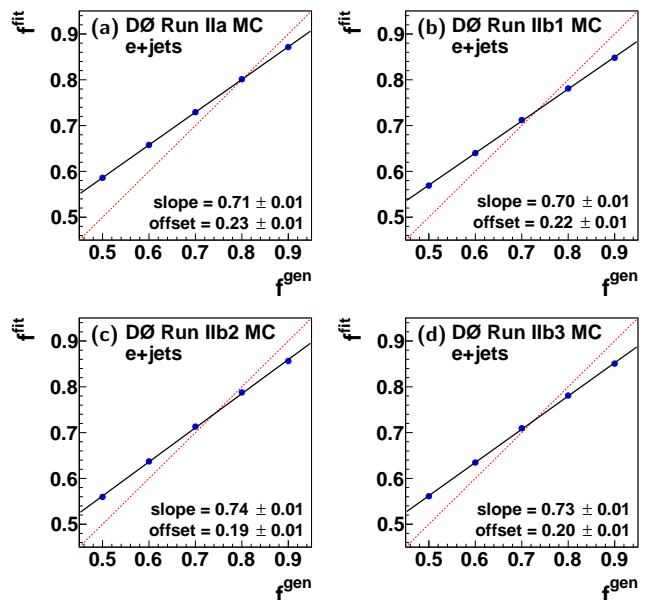 f^fit
(a) DØ Run IIa MC
e+jets
0.9
0.8
0.7
0.6
0.5
slope = 0.71 ± 0.01
offset = 0.23 ± 0.01
0.5 0.6 0.7 0.8 0.9
f^gen
f^fit
(b) DØ Run IIb1 MC
e+jets
0.9
0.8
0.7
0.6
0.5
slope = 0.70 ± 0.01
offset = 0.22 ± 0.01
0.5 0.6 0.7 0.8 0.9
f^gen
f^fit
(c) DØ Run IIb2 MC
e+jets
0.9
0.8
0.7
0.6
0.5
slope = 0.74 ± 0.01
offset = 0.19 ± 0.01
0.5 0.6 0.7 0.8 0.9
f^gen
f^fit
(d) DØ Run IIb3 MC
e+jets
0.9
0.8
0.7
0.6
0.5
slope = 0.73 ± 0.01
offset = 0.20 ± 0.01
0.5 0.6 0.7 0.8 0.9
f^gen